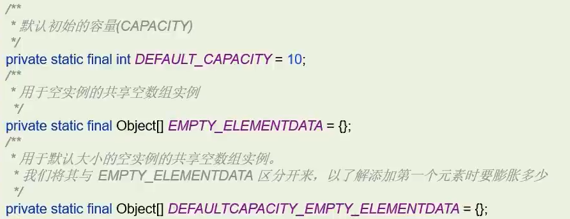 /**
* 默认初始的容量(CAPACITY)
*/
private static final int DEFAULT_CAPACITY = 10;
/**
* 用于空实例的共享空数组实例
*/
private static final Object[] EMPTY_ELEMENTDATA = {};
/**
* 用于默认大小的空实例的共享空数组实例。
* 我们将其与 EMPTY_ELEMENTDATA 区分开来，以了解添加第一个元素时要膨胀多少
*/
private static final Object[] DEFAULTCAPACITY_EMPTY_ELEMENTDATA = {};